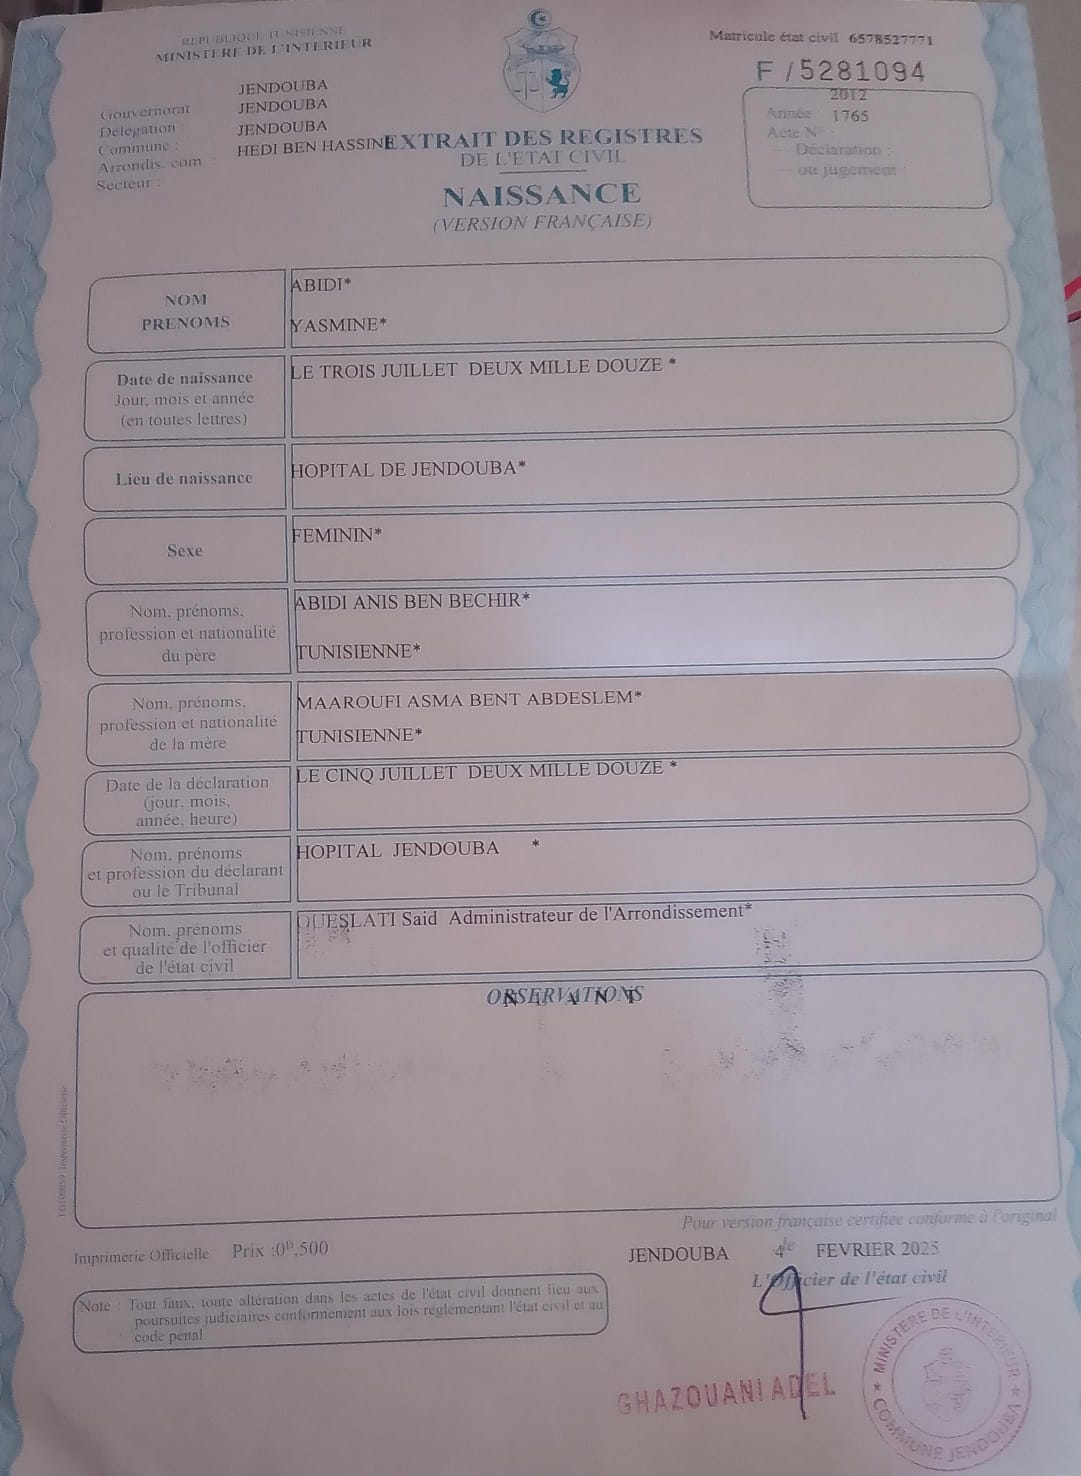 REPUBLIQUE TUNISIENNE
MINISTERE DE L'INTERIEUR
Matricule état civil 6578527771
F / 5281094
Gouvernorat JENDOUBA
Délégation : JENDOUBA
Commune : JENDOUBA
Arrondis. com. : HEDI BEN HASSINE
Secteur :
2012
Année 1765
Acte N°
— Déclaration :
— ou jugement :
EXTRAIT DES REGISTRES
DE L'ETAT CIVIL
NAISSANCE
(VERSION FRANÇAISE)
NOM ABIDI*
PRENOMS YASMINE*
Date de naissance
Jour, mois et année
(en toutes lettres)
LE TROIS JUILLET DEUX MILLE DOUZE *
Lieu de naissance HOPITAL DE JENDOUBA*
Sexe FEMININ*
Nom, prénoms,
profession et nationalité
du père
ABIDI ANIS BEN BECHIR*
TUNISIENNE*
Nom, prénoms,
profession et nationalité
de la mère
MAAROUFI ASMA BENT ABDESLEM*
TUNISIENNE*
Date de la déclaration
(jour, mois,
année, heure)
LE CINQ JUILLET DEUX MILLE DOUZE *
Nom, prénoms
et profession du déclarant
ou le Tribunal
HOPITAL JENDOUBA *
Nom, prénoms
et qualité de l'officier
de l'état civil
OUESLATI Said Administrateur de l'Arrondissement*
OBSERVATIONS
Imprimerie Officielle
Pour version française certifiée conforme à l'original
Imprimerie Officielle Prix :0ᴰ,500
JENDOUBA 4 le FEVRIER 2025
L'Officier de l'état civil
Note : Tout faux, toute altération dans les actes de l'état civil donnent lieu aux
poursuites judiciaires conformement aux lois réglementant l'état civil et au
code pénal
GHAZOUANI ADEL
★ MINISTERE DE L'INTERIEUR ★
COMMUNE JENDOUBA